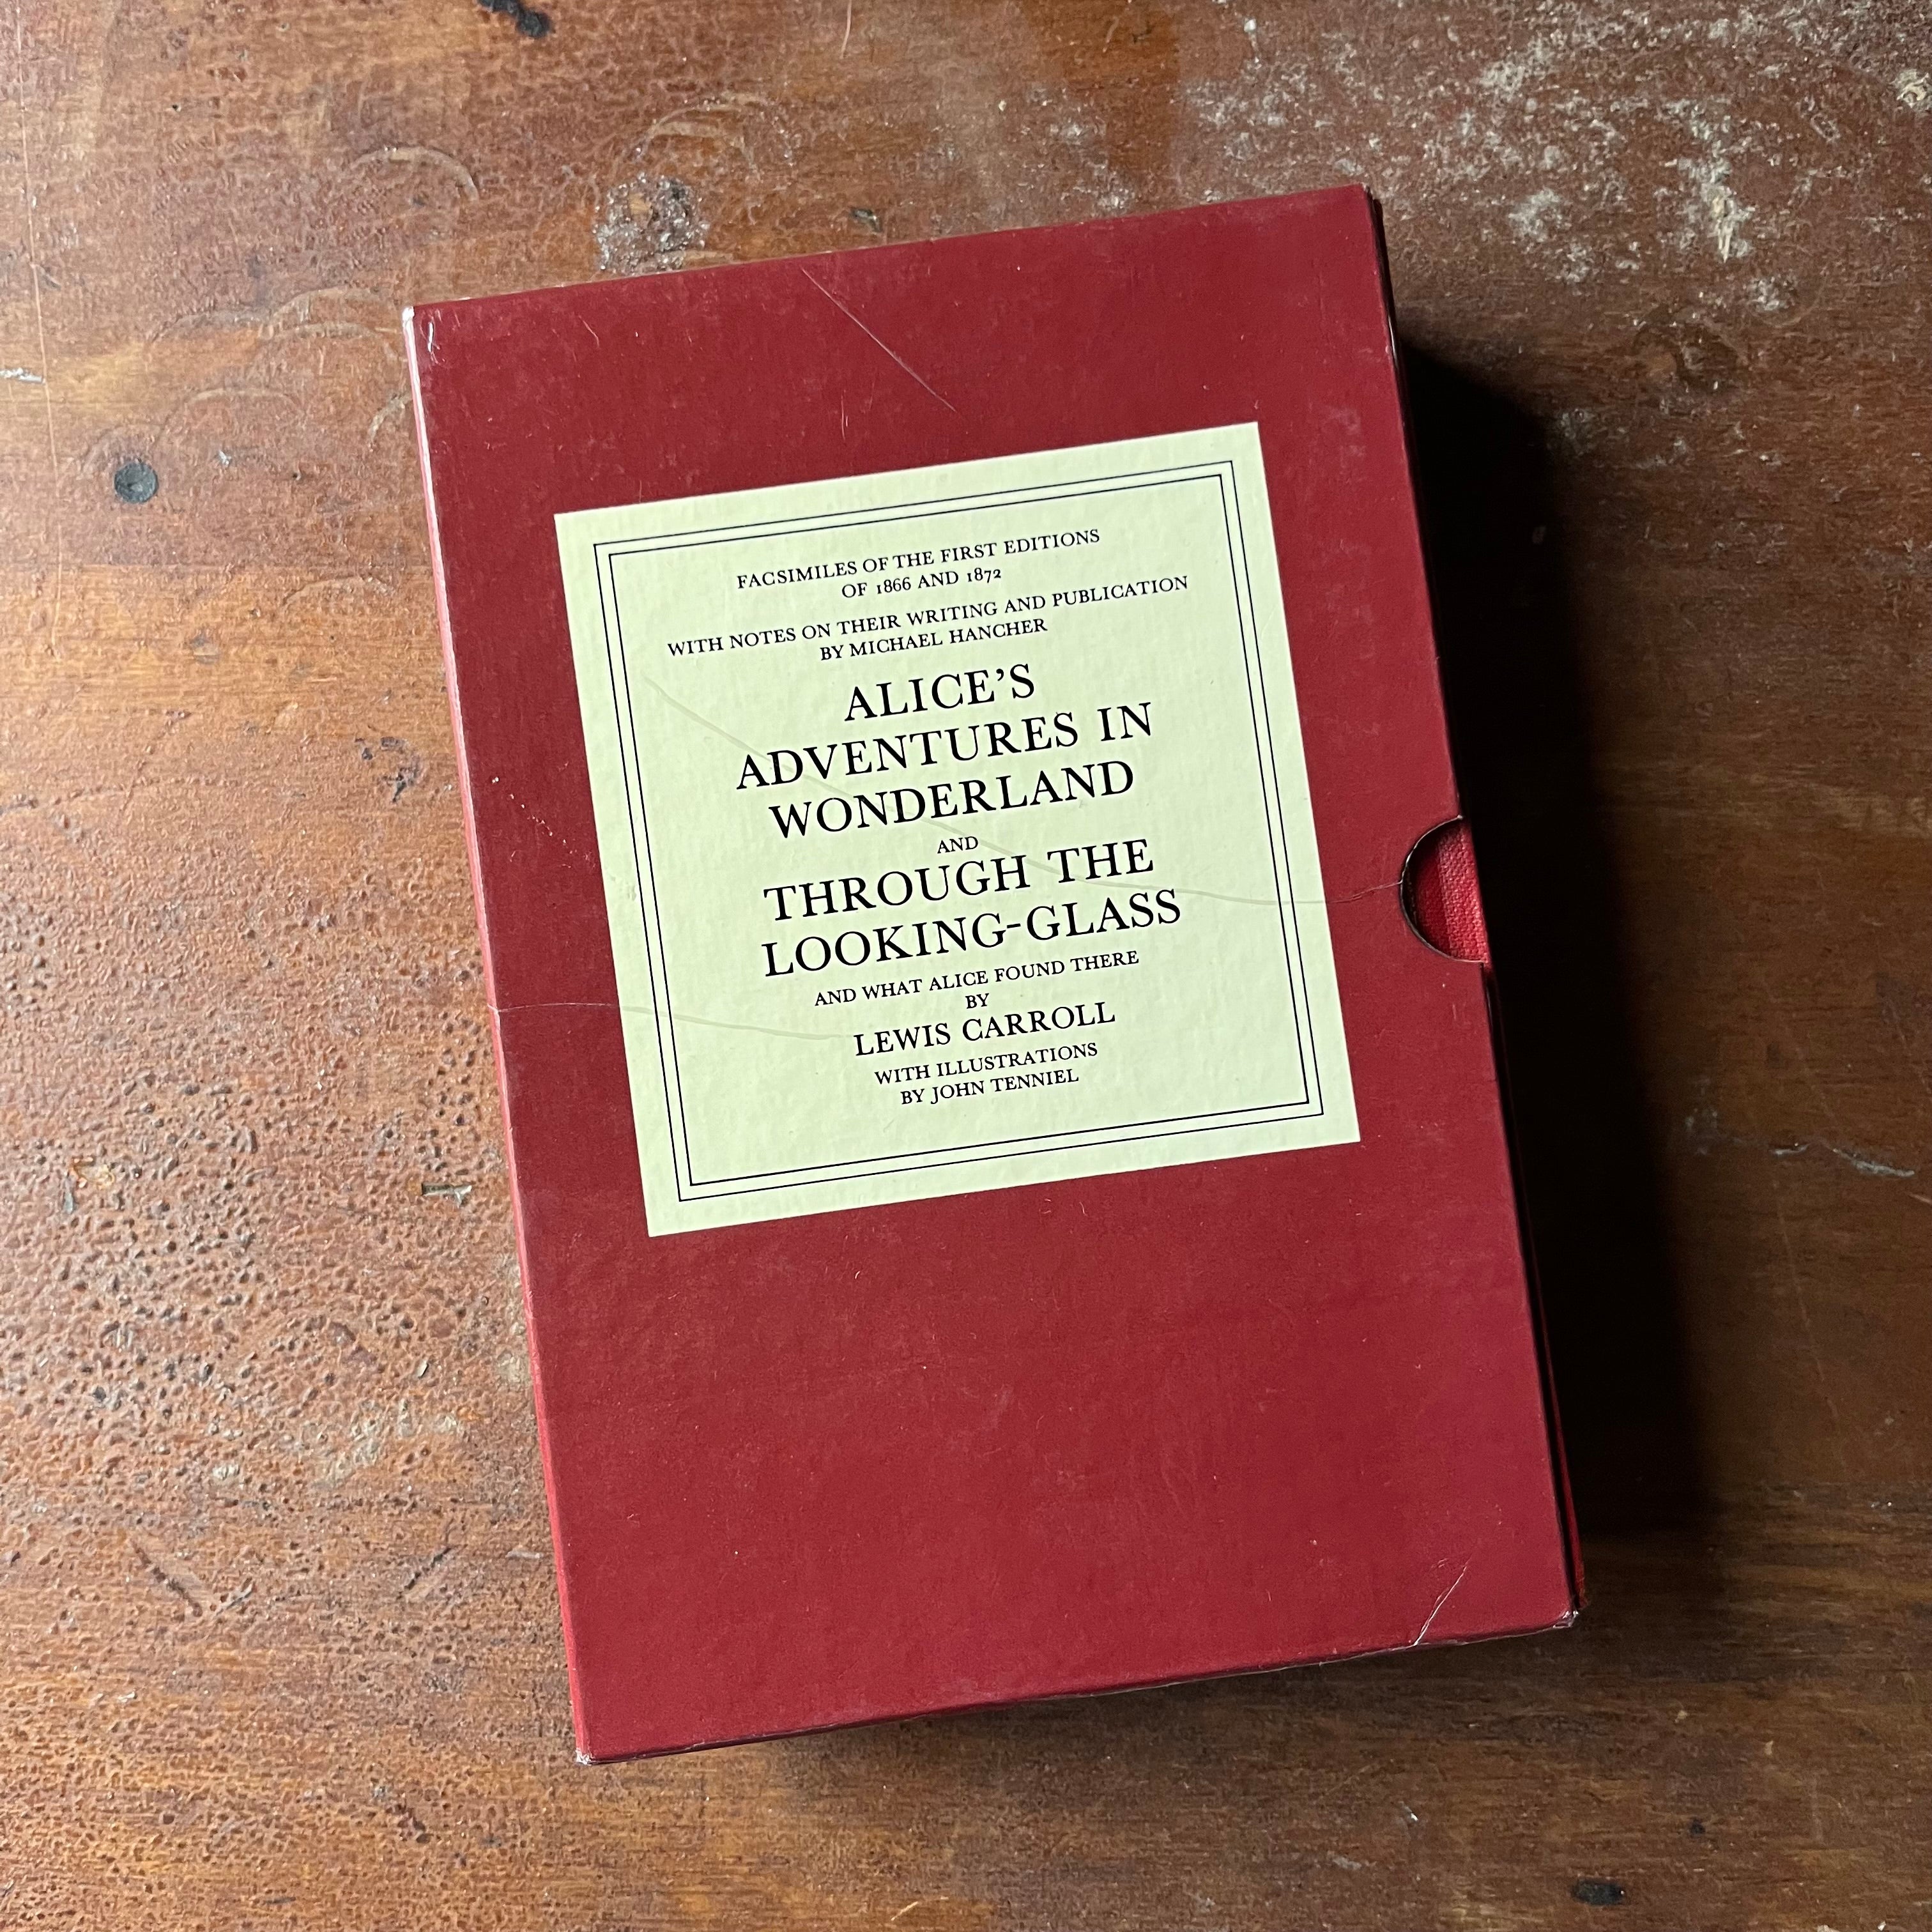 FACSIMILES OF THE FIRST EDITIONS
OF 1866 AND 1872
WITH NOTES ON THEIR WRITING AND PUBLICATION
BY MICHAEL HANCHER
ALICE'S
ADVENTURES IN
WONDERLAND
AND
THROUGH THE
LOOKING-GLASS
AND WHAT ALICE FOUND THERE
BY
LEWIS CARROLL
WITH ILLUSTRATIONS
BY JOHN TENNIEL